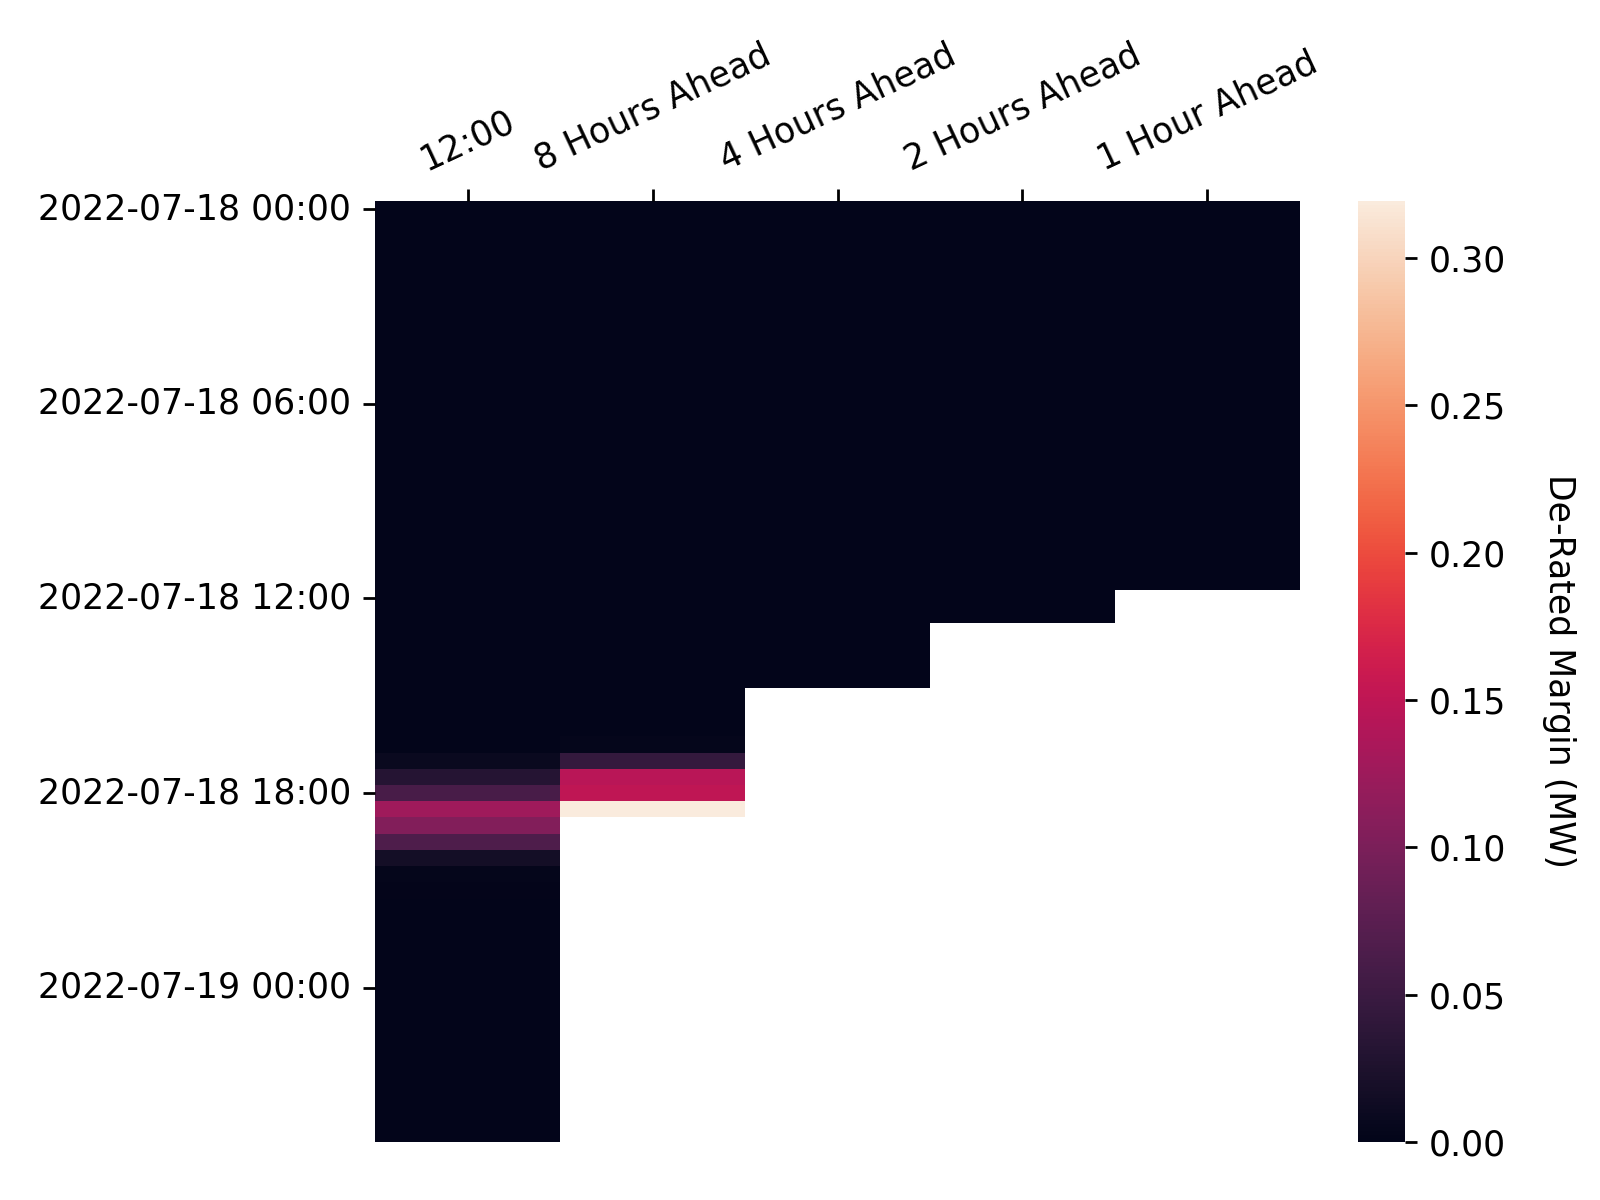 12:00
8 Hours Ahead
4 Hours Ahead
2 Hours Ahead
1 Hour Ahead
2022-07-18 00:00
2022-07-18 06:00
2022-07-18 12:00
2022-07-18 18:00
2022-07-19 00:00
0.30
0.25
0.20
0.15
0.10
0.05
0.00
De-Rated Margin (MW)